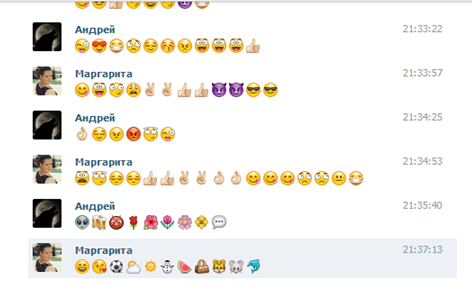 Андрей 21:33:22
😜😍😷😟😌😚😠😲😲😲👍
Маргарита 21:33:57
😋😲😏😩✌✌👍👍😈😈😎😎
Андрей 21:34:25
👌😌😠😡😇😜
Маргарита 21:34:53
😫😇😌😌👍👍✌✌👌👌😋😋😋😟😟😐😷
Андрей 21:35:40
👽🍻👹🌹🌺🌷🌸🌼💬
Маргарита 21:37:13
😄😘⚽⛅☀⛄🍉👜🐯🐭🐬